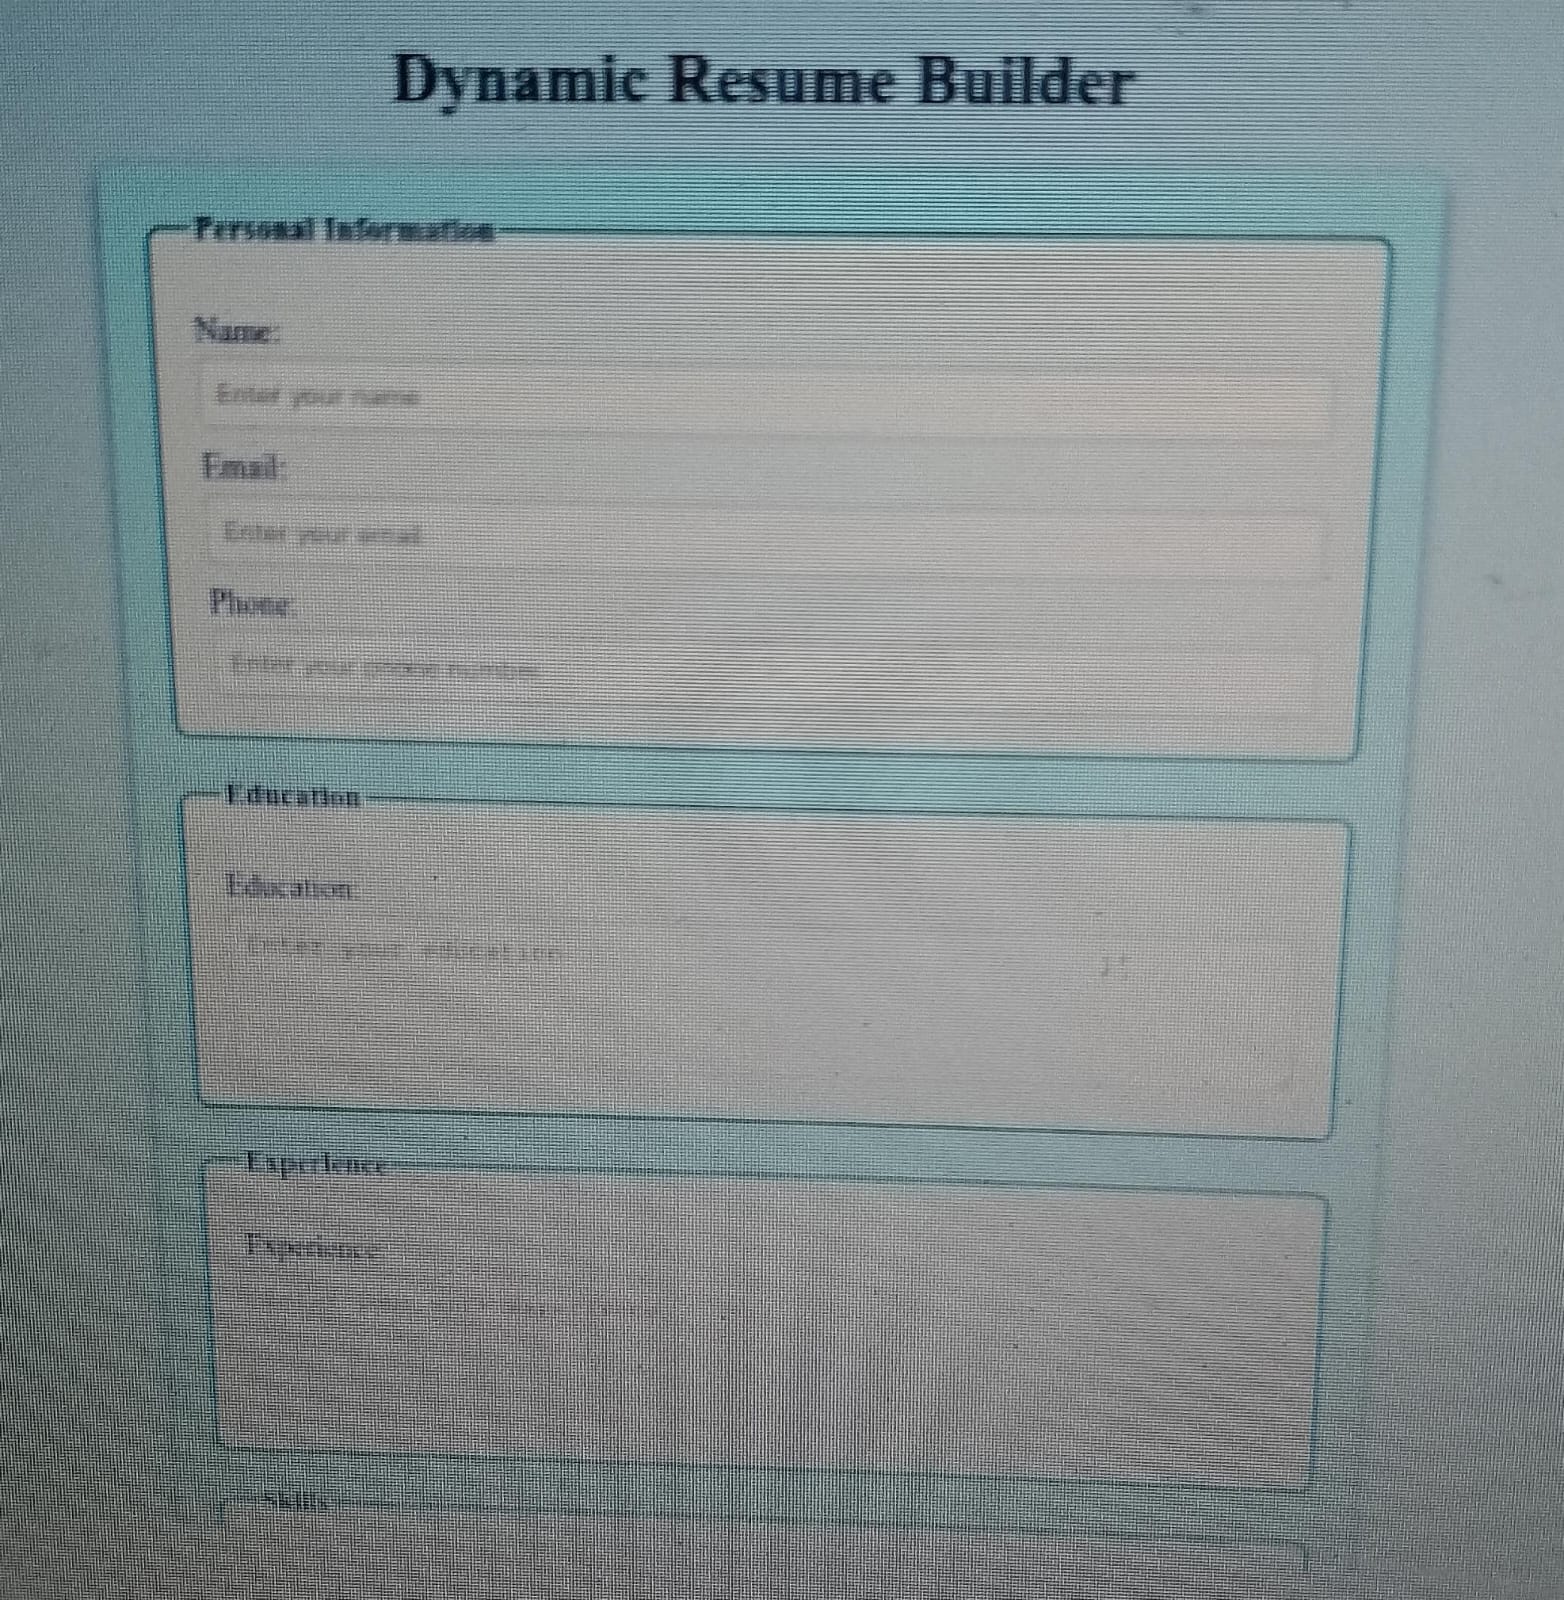 Dynamic Resume Builder
Personal Information
Name:
Enter your name
Email:
Enter your email
Phone:
Enter your phone number
Education
Education:
Enter your education
Experience
Experience
Skills